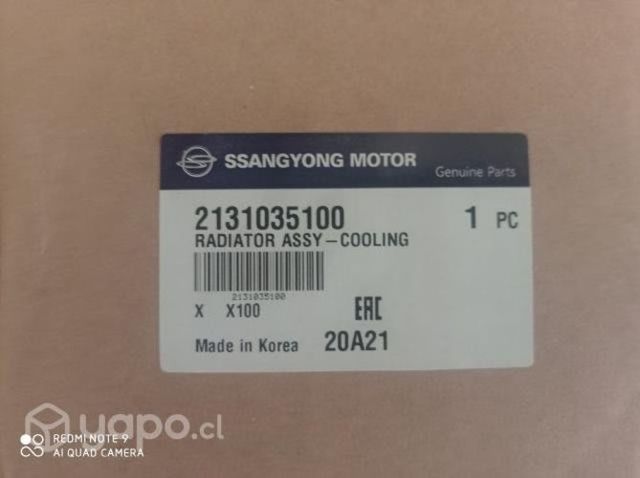 SSANGYONG MOTOR
Genuine Parts
2131035100 1 PC
RADIATOR ASSY-COOLING
2131035100
X X100 EAC
Made in Korea 20A21
yapo.cl
REDMI NOTE 9
AI QUAD CAMERA